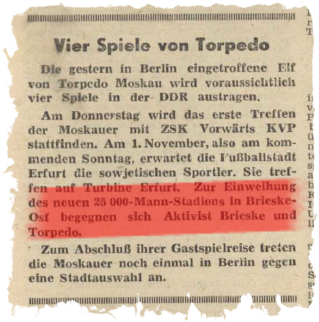 Vier Spiele von Torpedo
Die gestern in Berlin eingetroffene Elf
von Torpedo Moskau wird voraussichtlich
vier Spiele in der DDR austragen.
Am Donnerstag wird das erste Treffen
der Moskauer mit ZSK Vorwärts KVP
stattfinden. Am 1. November, also am kom-
menden Sonntag, erwartet die Fußballstadt
Erfurt die sowjetischen Sportler. Sie tref-
fen auf Turbine Erfurt. Zur Einweihung
des neuen 25 000-Mann-Stadions in Brieske-
Ost begegnen sich Aktivist Brieske und
Torpedo.
Zum Abschluß ihrer Gastspielreise treten
die Moskauer noch einmal in Berlin gegen
eine Stadtauswahl an.